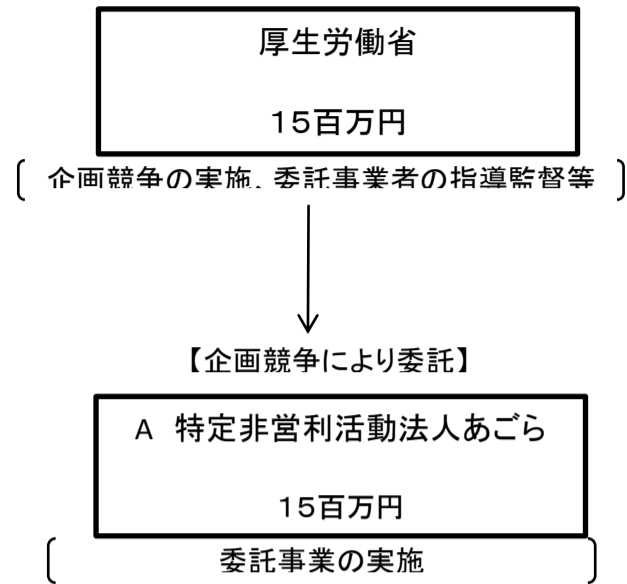 厚生労働省
15百万円
企画競争の実施、委託事業者の指導監督等
【企画競争により委託】
A 特定非営利活動法人あごら
15百万円
委託事業の実施